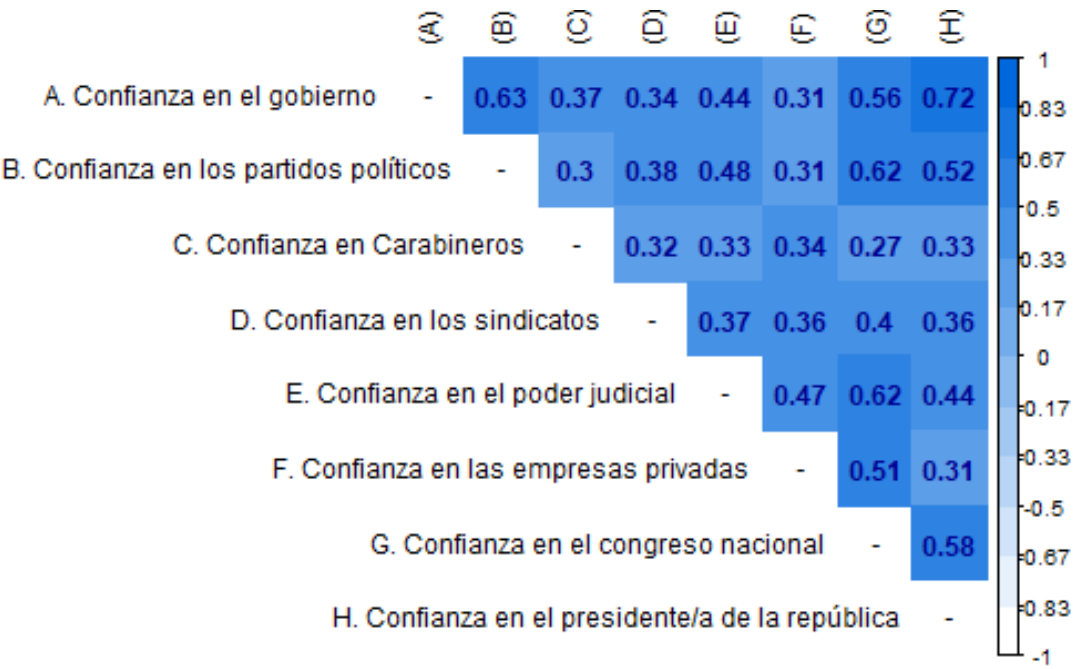 (A) (B) (C) (D) (E) (F) (G) (H)
A. Confianza en el gobierno - 0.63 0.37 0.34 0.44 0.31 0.56 0.72
B. Confianza en los partidos políticos - 0.3 0.38 0.48 0.31 0.62 0.52
C. Confianza en Carabineros - 0.32 0.33 0.34 0.27 0.33
D. Confianza en los sindicatos - 0.37 0.36 0.4 0.36
E. Confianza en el poder judicial - 0.47 0.62 0.44
F. Confianza en las empresas privadas - 0.51 0.31
G. Confianza en el congreso nacional - 0.58
H. Confianza en el presidente/a de la república -
1
0.83
0.67
0.5
0.33
0.17
0
-0.17
-0.33
-0.5
-0.67
-0.83
-1